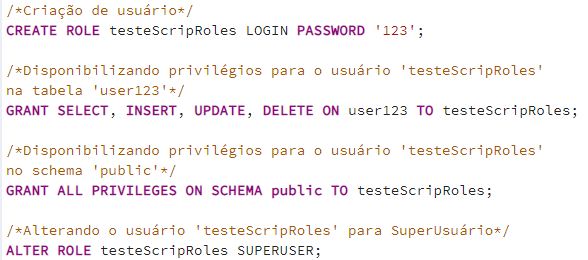 /*Criação de usuário*/
CREATE ROLE testeScripRoles LOGIN PASSWORD '123';
/*Disponibilizando privilégios para o usuário 'testeScripRoles'
na tabela 'user123'*/
GRANT SELECT, INSERT, UPDATE, DELETE ON user123 TO testeScripRoles;
/*Disponibilizando privilégios para o usuário 'testeScripRoles'
no schema 'public'*/
GRANT ALL PRIVILEGES ON SCHEMA public TO testeScripRoles;
/*Alterando o usuário 'testeScripRoles' para SuperUsuário*/
ALTER ROLE testeScripRoles SUPERUSER;